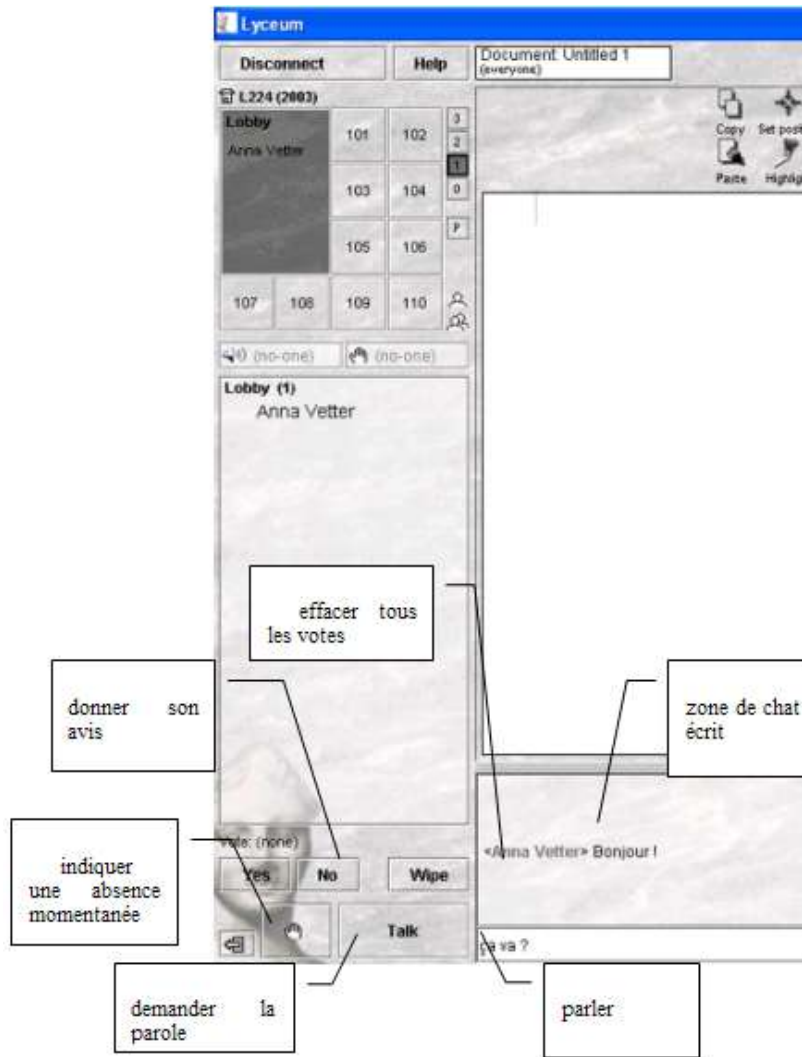 Lyceum
Disconnect
Help
Document: Untitled 1
(everyone)
L224 (2003)
Lobby
Anna Vetter
101
102
3
2
1
0
P
103
104
105
106
107
108
109
110
Copy
Set posit
Paste
Highlig
(no-one)
(no-one)
Lobby (1)
Anna Vetter
effacer tous
les votes
donner son
avis
zone de chat
écrit
indiquer
une absence
momentanée
Vote: (none)
Yes
No
Wipe
Talk
<Anna Vetter> Bonjour !
ça va ?
demander la
parole
parler